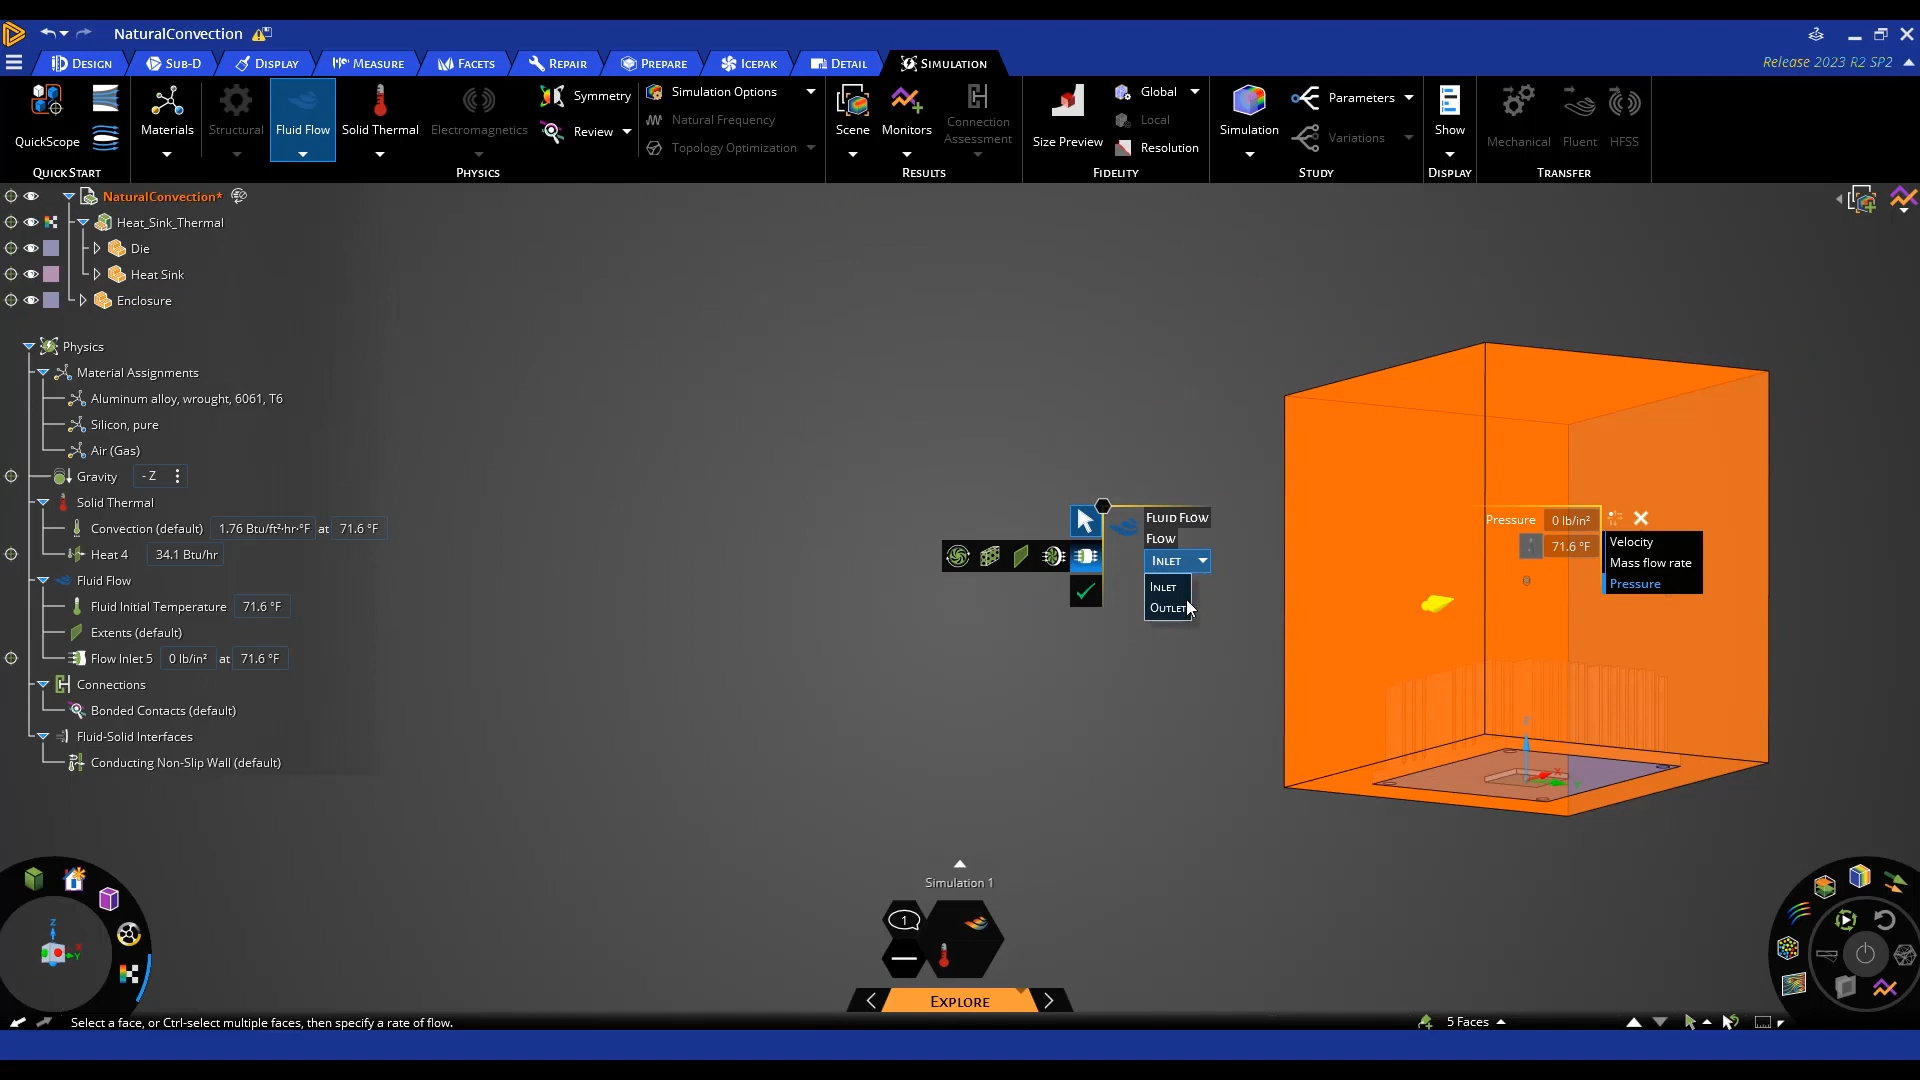 NaturalConvection
DESIGN SUB-D DISPLAY MEASURE FACETS REPAIR PREPARE ICEPAK DETAIL SIMULATION
Release 2023 R2 SP2
QuickScope
Materials
Structural
Fluid Flow
Solid Thermal
Electromagnetics
Symmetry
Review
Simulation Options
Natural Frequency
Topology Optimization
Scene
Monitors
Connection
Assessment
Size Preview
Global
Local
Resolution
Simulation
Parameters
Variations
Show
Mechanical
Fluent
HFSS
QUICK START
PHYSICS
RESULTS
FIDELITY
STUDY
DISPLAY
TRANSFER
NaturalConvection*
Heat_Sink_Thermal
Die
Heat Sink
Enclosure
Physics
Material Assignments
Aluminum alloy, wrought, 6061, T6
Silicon, pure
Air (Gas)
Gravity - Z
Solid Thermal
Convection (default) 1.76 Btu/ft²·hr·°F at 71.6 °F
Heat 4 34.1 Btu/hr
Fluid Flow
Fluid Initial Temperature 71.6 °F
Extents (default)
Flow Inlet 5 0 lb/in² at 71.6 °F
Connections
Bonded Contacts (default)
Fluid-Solid Interfaces
Conducting Non-Slip Wall (default)
FLUID FLOW
FLOW
INLET
INLET
OUTLET
Pressure 0 lb/in²
71.6 °F
Velocity
Mass flow rate
Pressure
Z
X
Y
Simulation 1
1
EXPLORE
Select a face, or Ctrl-select multiple faces, then specify a rate of flow.
5 Faces